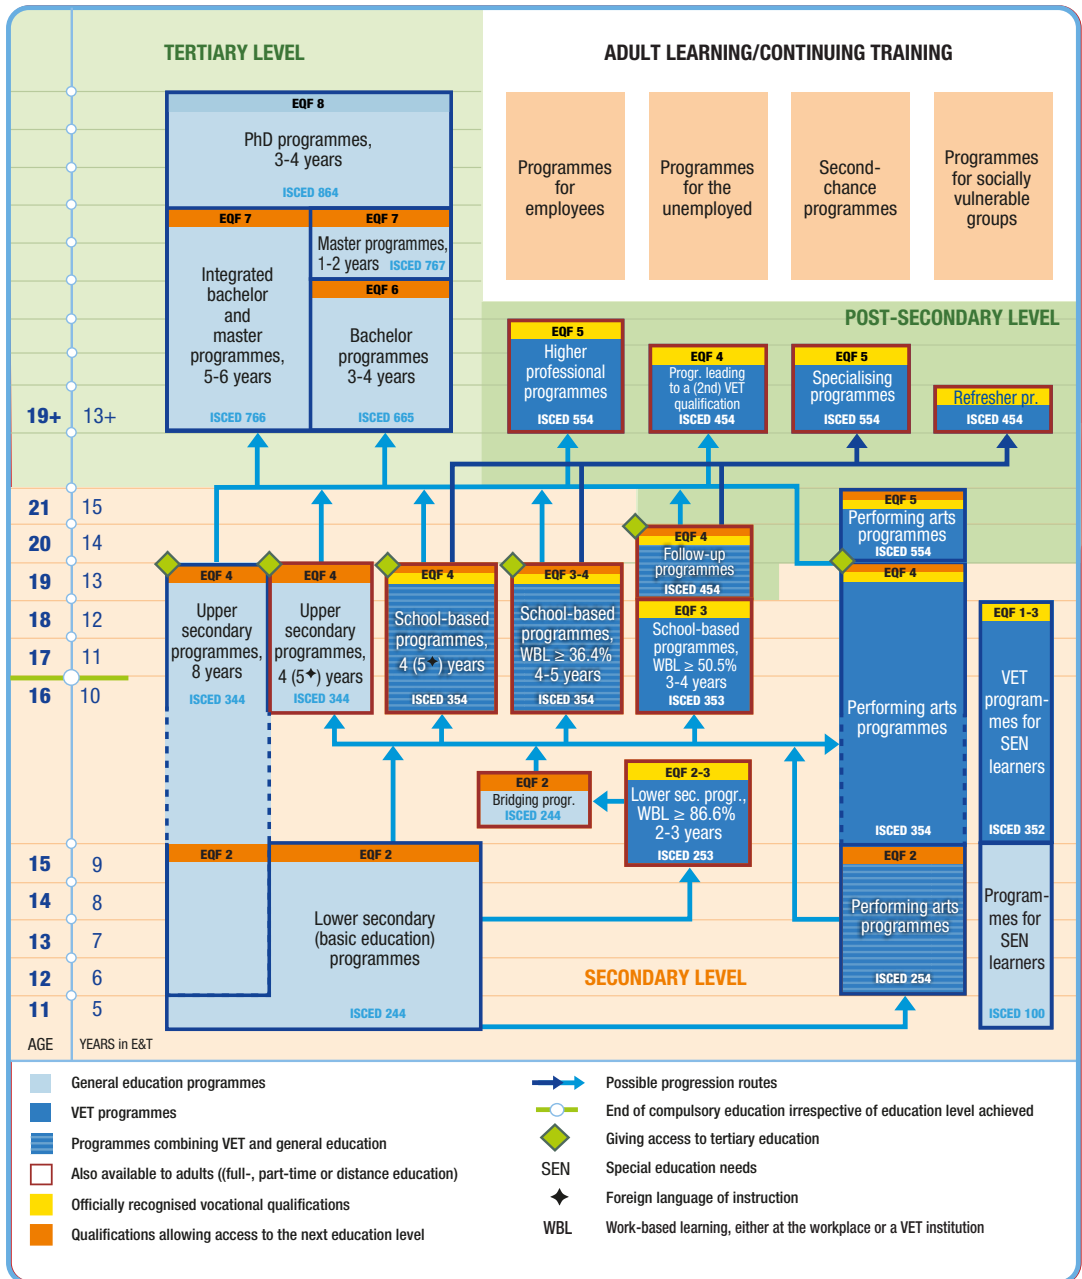 TERTIARY LEVEL
ADULT LEARNING/CONTINUING TRAINING
EQF 8
PhD programmes,
3-4 years
ISCED 864
EQF 7
Integrated
bachelor
and
master
programmes,
5-6 years
ISCED 766
EQF 7
Master programmes,
1-2 years ISCED 767
EQF 6
Bachelor
programmes
3-4 years
ISCED 665
Programmes
for
employees
Programmes
for the
unemployed
Second-
chance
programmes
Programmes
for socially
vulnerable
groups
POST-SECONDARY LEVEL
EQF 5
Higher
professional
programmes
ISCED 554
EQF 4
Progr. leading
to a (2nd) VET
qualification
ISCED 454
EQF 5
Specialising
programmes
ISCED 554
Refresher pr.
ISCED 454
19+ 13+
21 15
20 14
19 13
18 12
17 11
16 10
15 9
14 8
13 7
12 6
11 5
AGE YEARS in E&T
EQF 4
Upper
secondary
programmes,
8 years
ISCED 344
EQF 4
Upper
secondary
programmes,
4 (5✦) years
ISCED 344
EQF 4
School-based
programmes,
4 (5✦) years
ISCED 354
EQF 3-4
School-based
programmes,
WBL ≥ 36.4%
4-5 years
ISCED 354
EQF 4
Follow-up
programmes
ISCED 454
EQF 3
School-based
programmes,
WBL ≥ 50.5%
3-4 years
ISCED 353
EQF 5
Performing arts
programmes
ISCED 554
EQF 4
Performing arts
programmes
ISCED 354
EQF 1-3
VET
program-
mes for
SEN
learners
ISCED 352
EQF 2
Bridging progr.
ISCED 244
EQF 2-3
Lower sec. progr.,
WBL ≥ 86.6%
2-3 years
ISCED 253
EQF 2
EQF 2
Lower secondary
(basic education)
programmes
ISCED 244
EQF 2
Performing arts
programmes
ISCED 254
Program-
mes for
SEN
learners
ISCED 100
SECONDARY LEVEL
General education programmes
VET programmes
Programmes combining VET and general education
Also available to adults ((full-, part-time or distance education)
Officially recognised vocational qualifications
Qualifications allowing access to the next education level
Possible progression routes
End of compulsory education irrespective of education level achieved
Giving access to tertiary education
SEN Special education needs
✦ Foreign language of instruction
WBL Work-based learning, either at the workplace or a VET institution